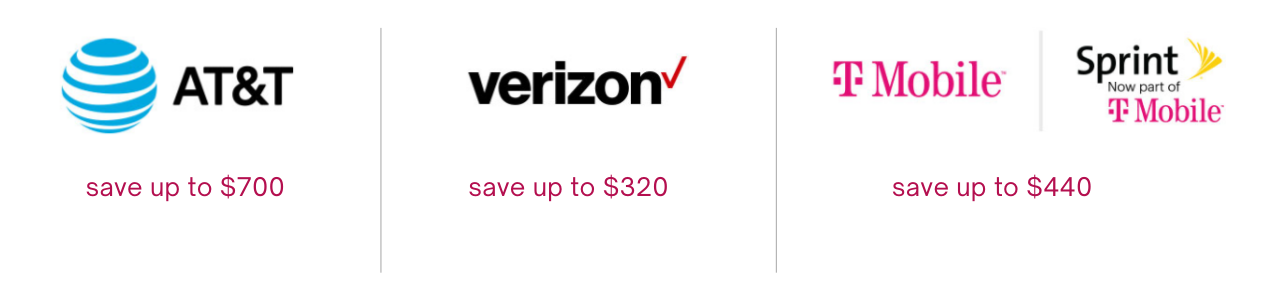 AT&T
save up to $700
verizon
save up to $320
T Mobile
Sprint
Now part of
T Mobile
save up to $440